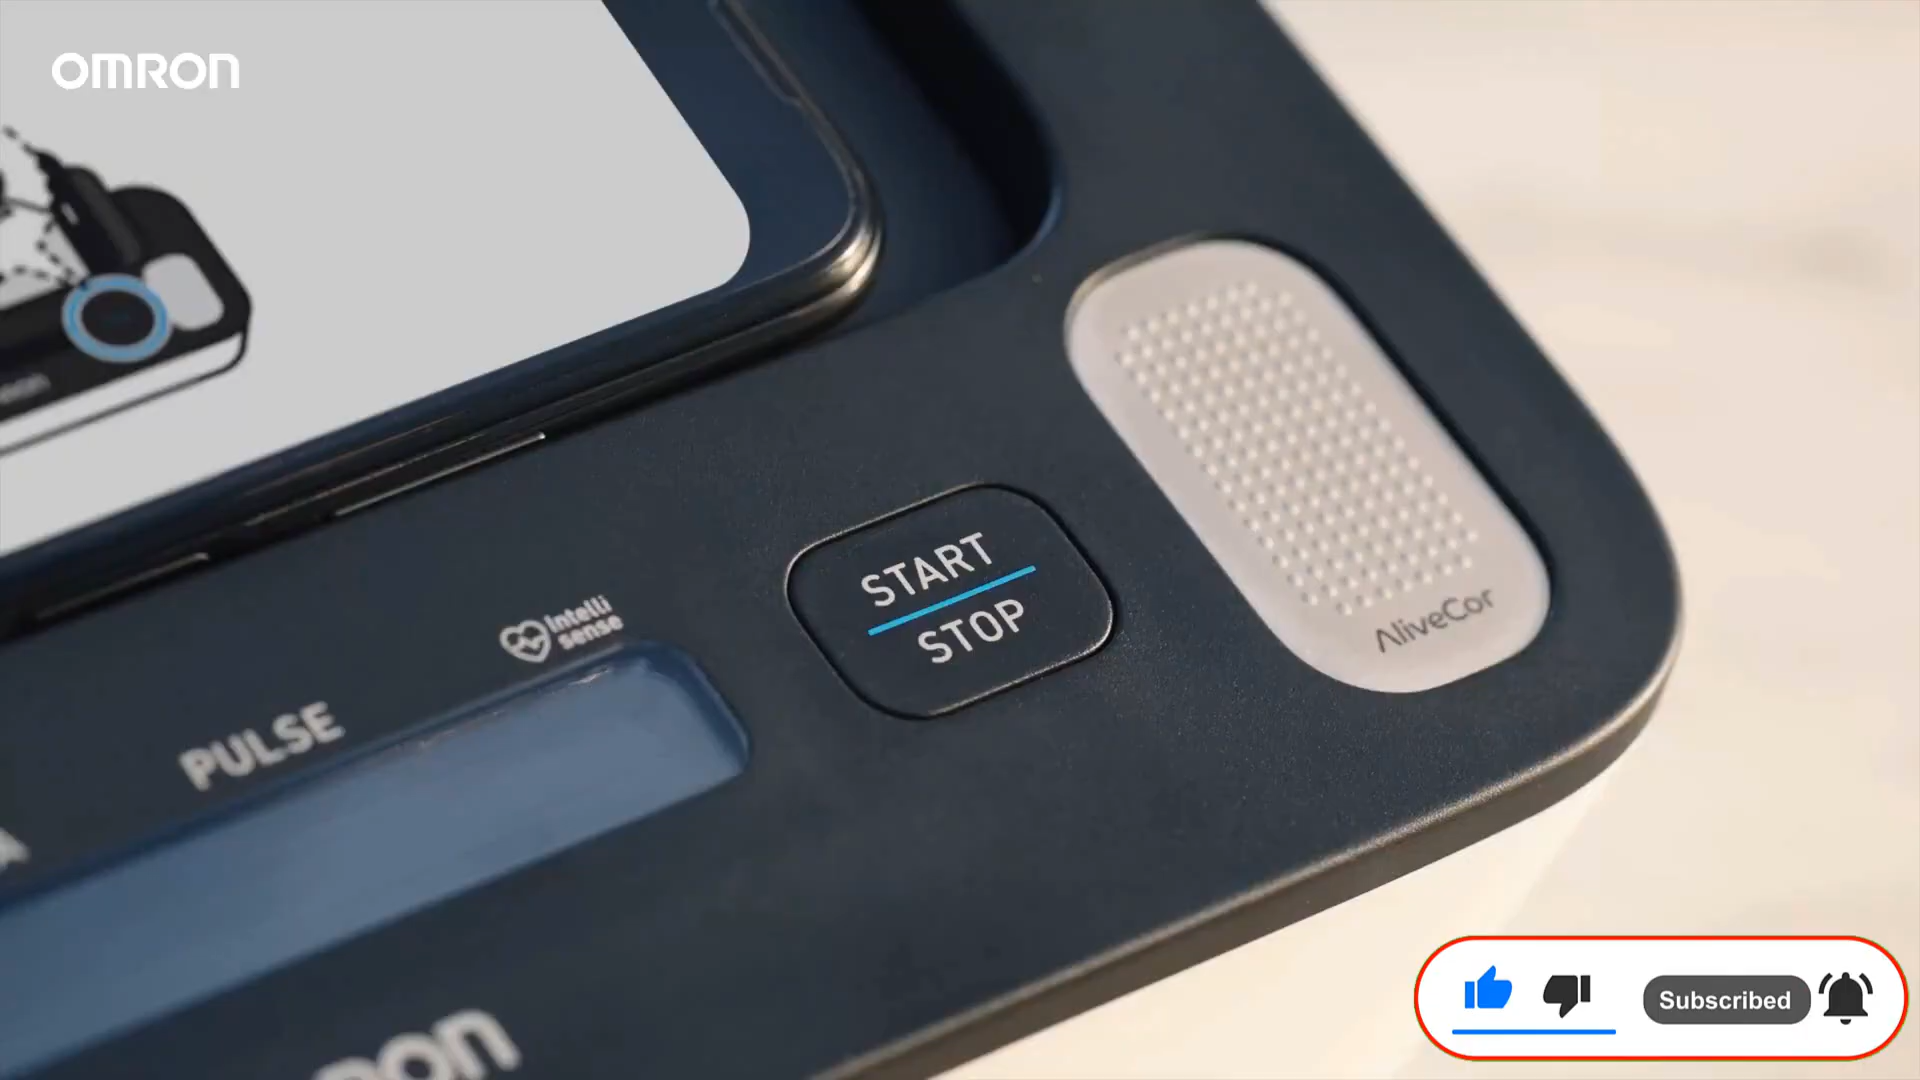 OMRON
START
STOP
AliveCor
intelli
sense
PULSE
Subscribed